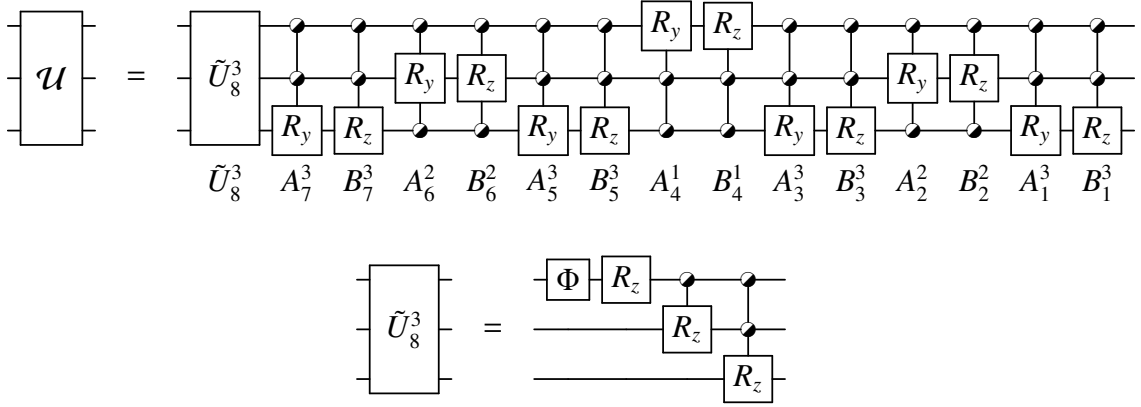 𝒰 = Ũ₈³ R_y R_z R_y R_z R_y R_z R_y R_z R_y R_z R_y R_z R_y R_z
Ũ₈³ A₇³ B₇³ A₆² B₆² A₅³ B₅³ A₄¹ B₄¹ A₃³ B₃³ A₂² B₂² A₁³ B₁³
Ũ₈³ = Φ R_z R_z R_z